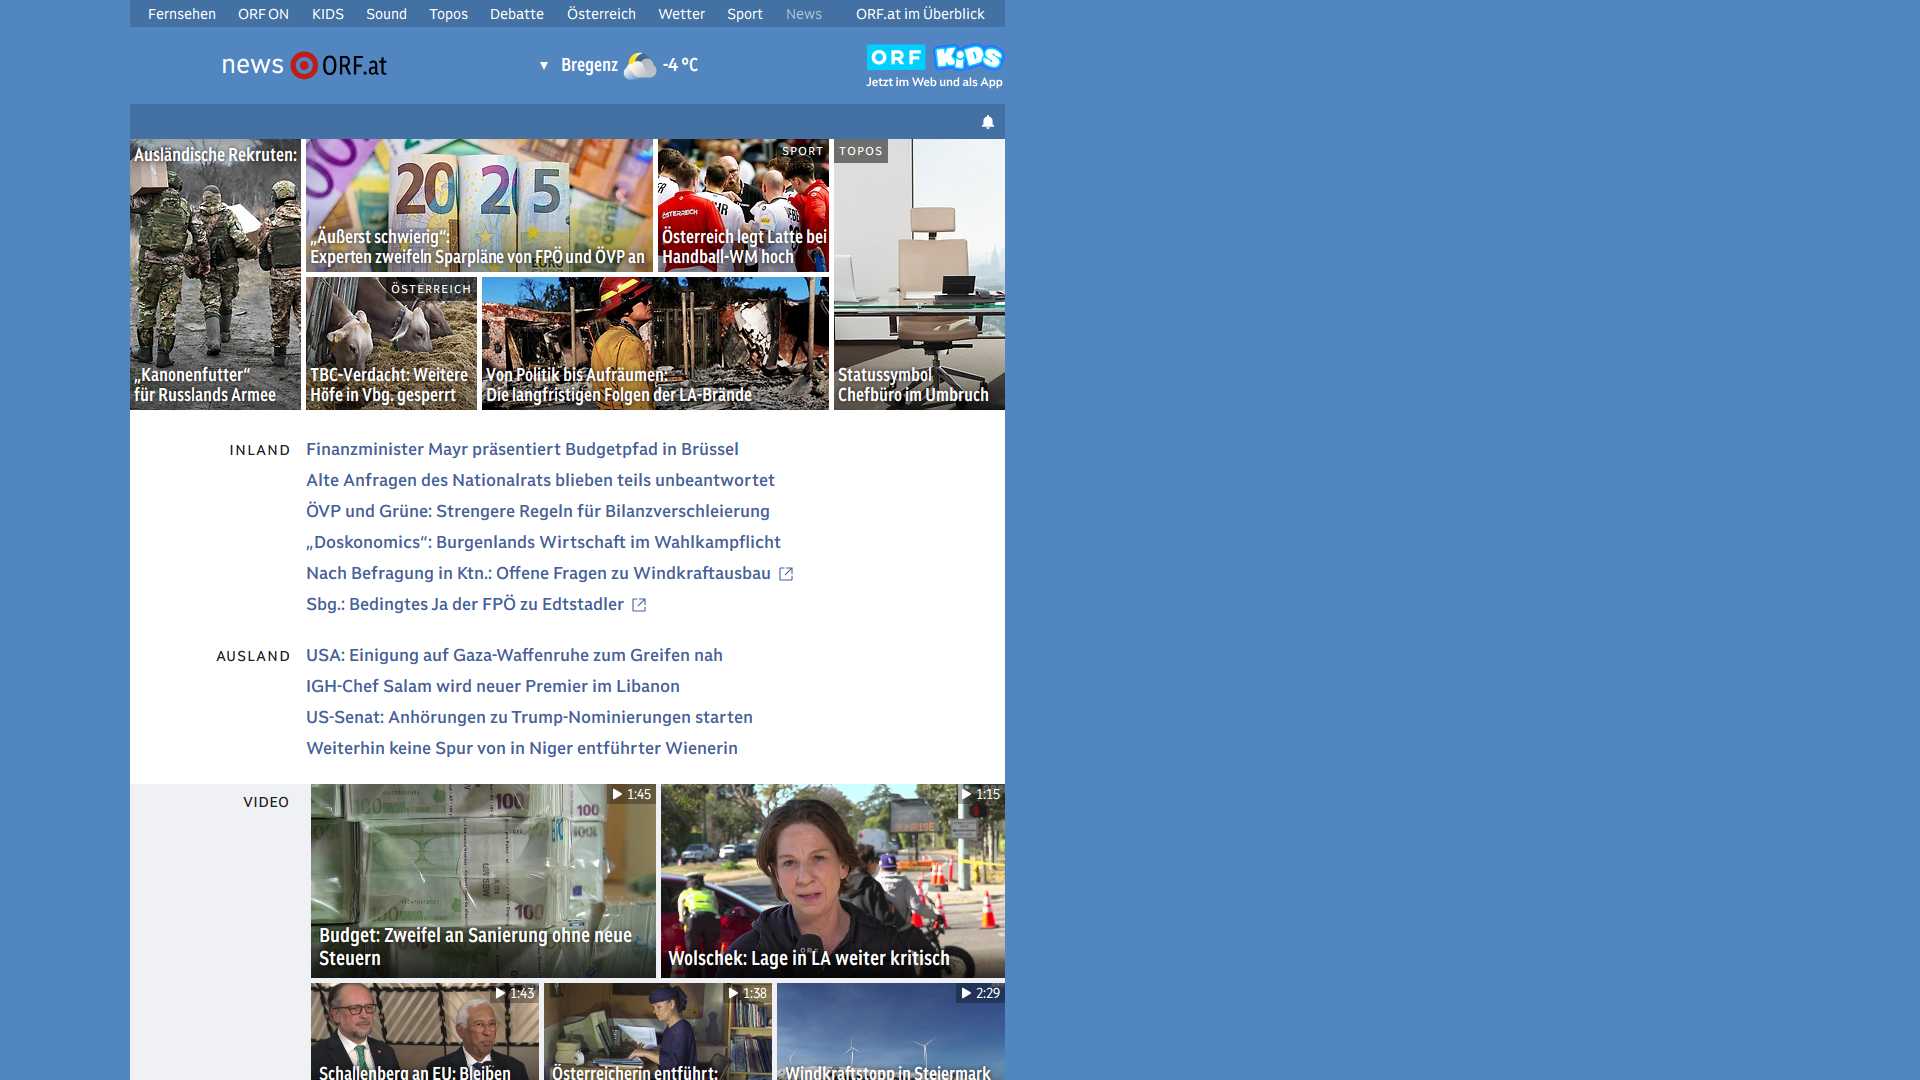 Fernsehen ORF ON KIDS Sound Topos Debatte Österreich Wetter Sport News ORF.at im Überblick
news ORF.at
▼ Bregenz -4 °C
ORF KiDS
Jetzt im Web und als App
Ausländische Rekruten:
„Kanonenfutter“
für Russlands Armee
2025
„Äußerst schwierig“:
Experten zweifeln Sparpläne von FPÖ und ÖVP an
SPORT
ÖSTERREICH
Österreich legt Latte bei
Handball-WM hoch
TOPOS
Statussymbol
Chefbüro im Umbruch
ÖSTERREICH
TBC-Verdacht: Weitere
Höfe in Vbg. gesperrt
Von Politik bis Aufräumen:
Die langfristigen Folgen der LA-Brände
INLAND
Finanzminister Mayr präsentiert Budgetpfad in Brüssel
Alte Anfragen des Nationalrats blieben teils unbeantwortet
ÖVP und Grüne: Strengere Regeln für Bilanzverschleierung
„Doskonomics“: Burgenlands Wirtschaft im Wahlkampflicht
Nach Befragung in Ktn.: Offene Fragen zu Windkraftausbau
Sbg.: Bedingtes Ja der FPÖ zu Edtstadler
AUSLAND
USA: Einigung auf Gaza-Waffenruhe zum Greifen nah
IGH-Chef Salam wird neuer Premier im Libanon
US-Senat: Anhörungen zu Trump-Nominierungen starten
Weiterhin keine Spur von in Niger entführter Wienerin
VIDEO
1:45
100
100
100
Budget: Zweifel an Sanierung ohne neue
Steuern
1:15
ORF
Wolschek: Lage in LA weiter kritisch
1:43
Schallenberg an EU: Bleiben
1:38
Österreicherin entführt:
2:29
Windkraftstopp in Steiermark